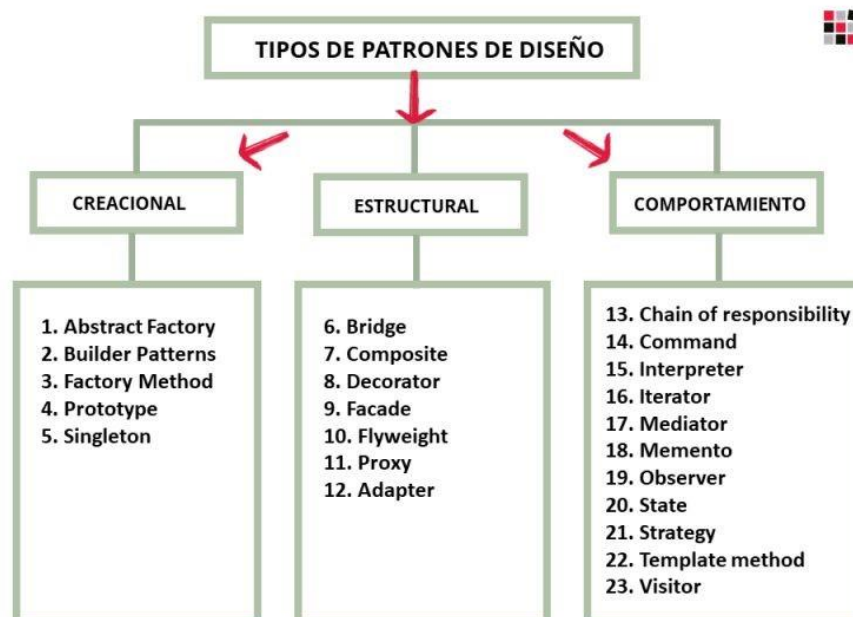 TIPOS DE PATRONES DE DISEÑO
CREACIONAL
ESTRUCTURAL
COMPORTAMIENTO
1. Abstract Factory
2. Builder Patterns
3. Factory Method
4. Prototype
5. Singleton
6. Bridge
7. Composite
8. Decorator
9. Facade
10. Flyweight
11. Proxy
12. Adapter
13. Chain of responsibility
14. Command
15. Interpreter
16. Iterator
17. Mediator
18. Memento
19. Observer
20. State
21. Strategy
22. Template method
23. Visitor